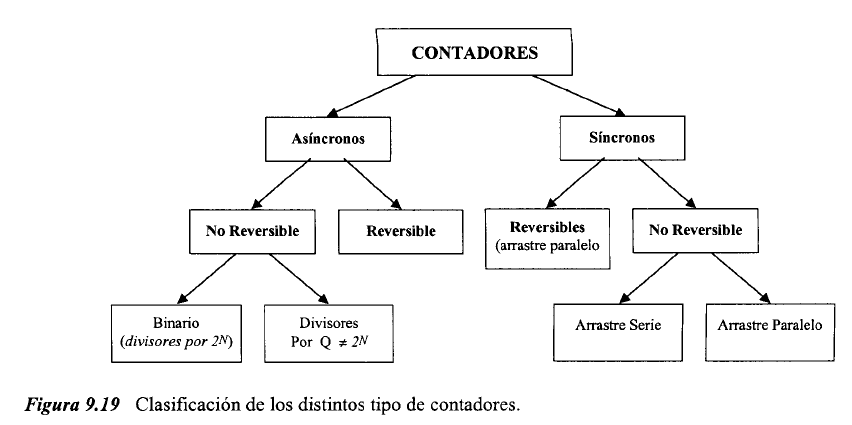 CONTADORES
Asíncronos
Síncronos
No Reversible
Reversible
Reversibles
(arrastre paralelo
No Reversible
Binario
(divisores por 2N)
Divisores
Por Q ≠ 2N
Arrastre Serie
Arrastre Paralelo
Figura 9.19 Clasificación de los distintos tipo de contadores.